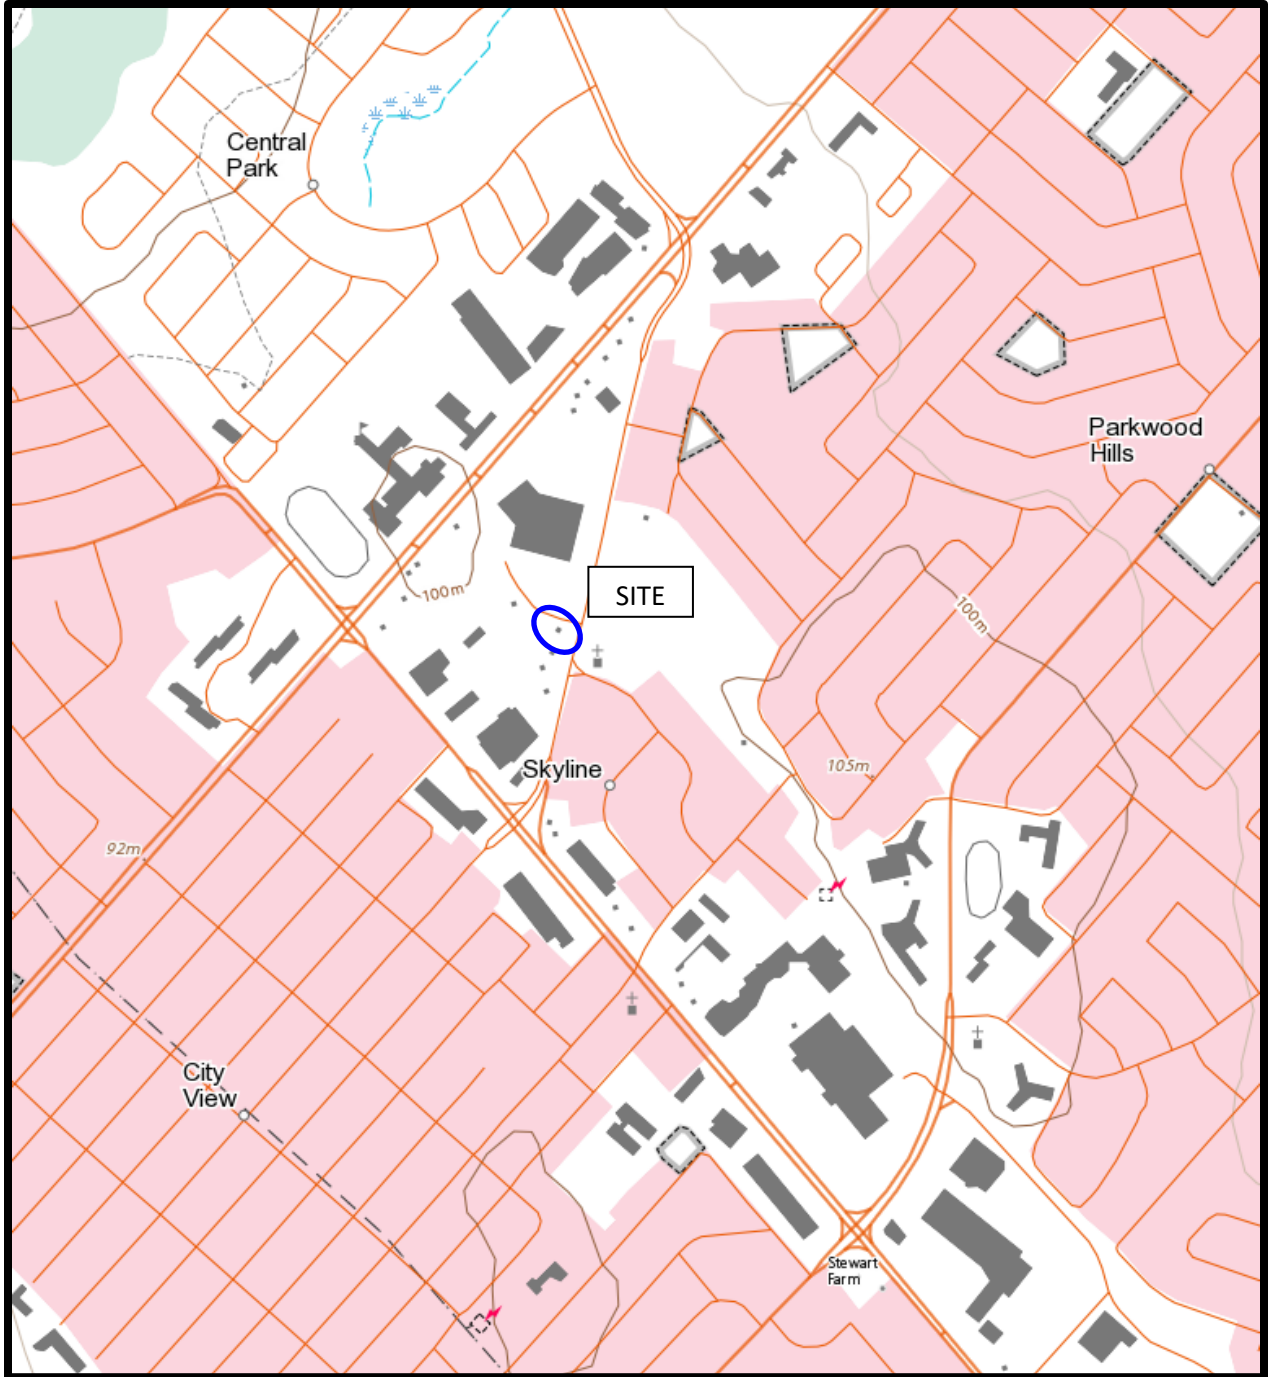 Central
Park
Parkwood
Hills
100m
SITE
100m
Skyline
105m
92m
City
View
Stewart
Farm